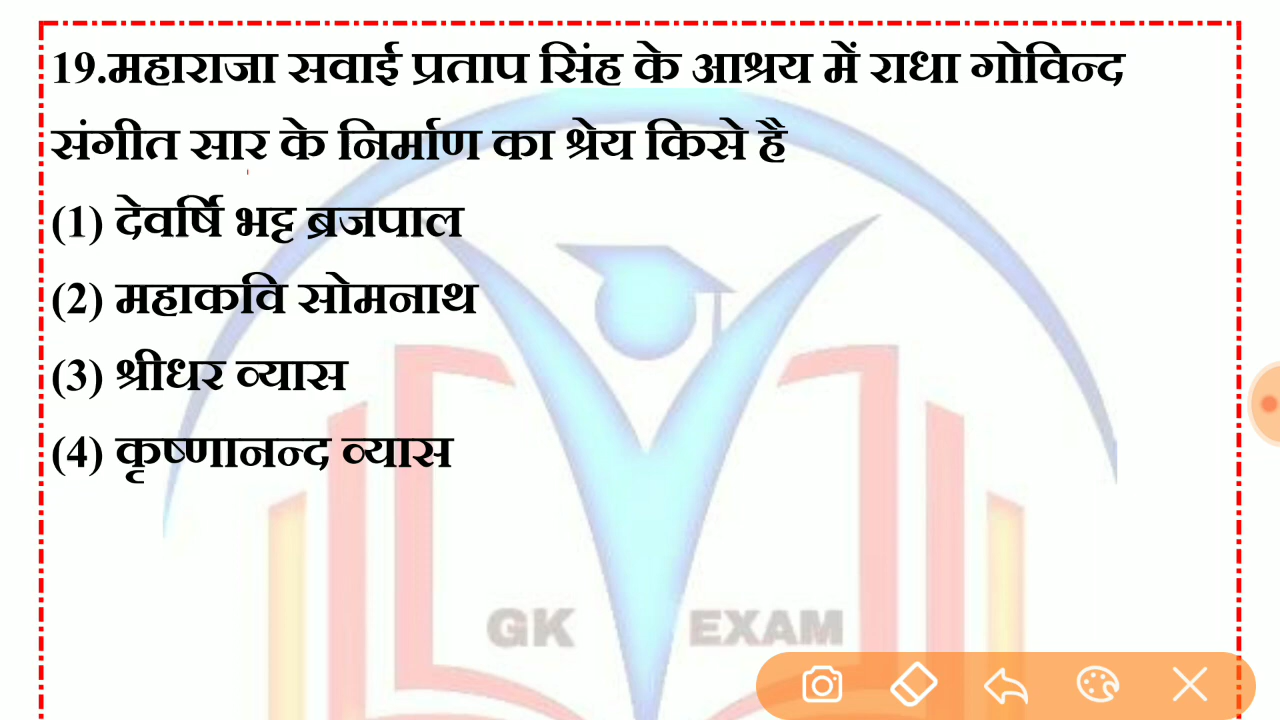 19.महाराजा सवाई प्रताप सिंह के आश्रय में राधा गोविन्द
संगीत सार के निर्माण का श्रेय किसे है
(1) देवर्षि भट्ट ब्रजपाल
(2) महाकवि सोमनाथ
(3) श्रीधर व्यास
(4) कृष्णानन्द व्यास
GK EXAM